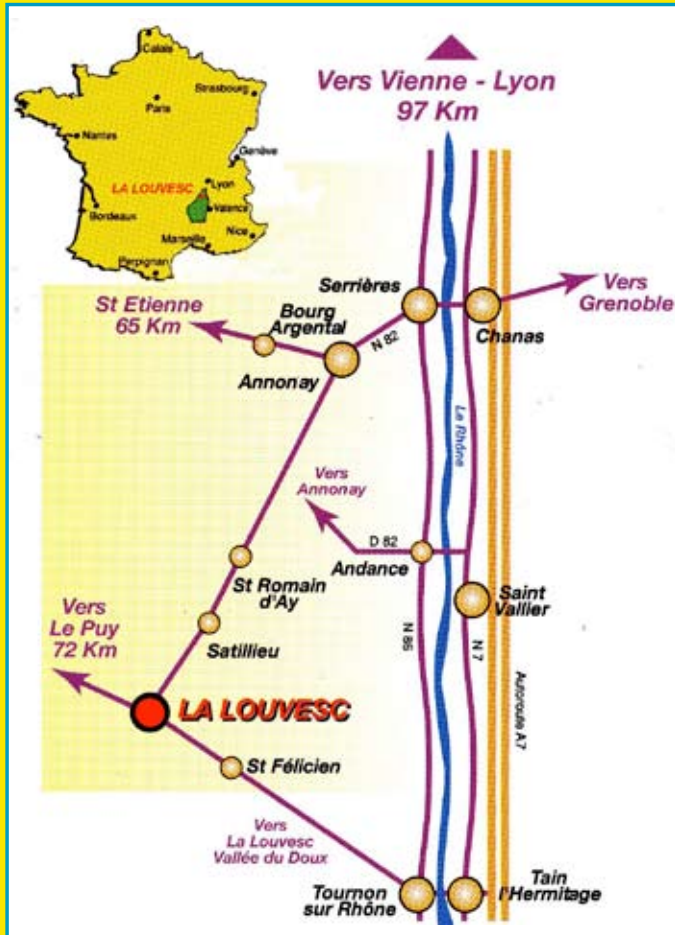 Calais
Strasbourg
Paris
Nantes
Genève
LA LOUVESC
Lyon
Valence
Bordeaux
Marseille
Nice
Perpignan
Vers Vienne - Lyon
97 Km
Serrières
Vers
Grenoble
St Etienne
65 Km
Bourg
Argental
N 82
Chanas
Annonay
Le Rhône
Vers
Annonay
D 82
Andance
St Romain
d'Ay
Saint
Vallier
Vers
Le Puy
72 Km
Satillieu
N 86
N 7
Autoroute A7
LA LOUVESC
St Félicien
Vers
La Louvesc
Vallée du Doux
Tournon
sur Rhône
Tain
l'Hermitage